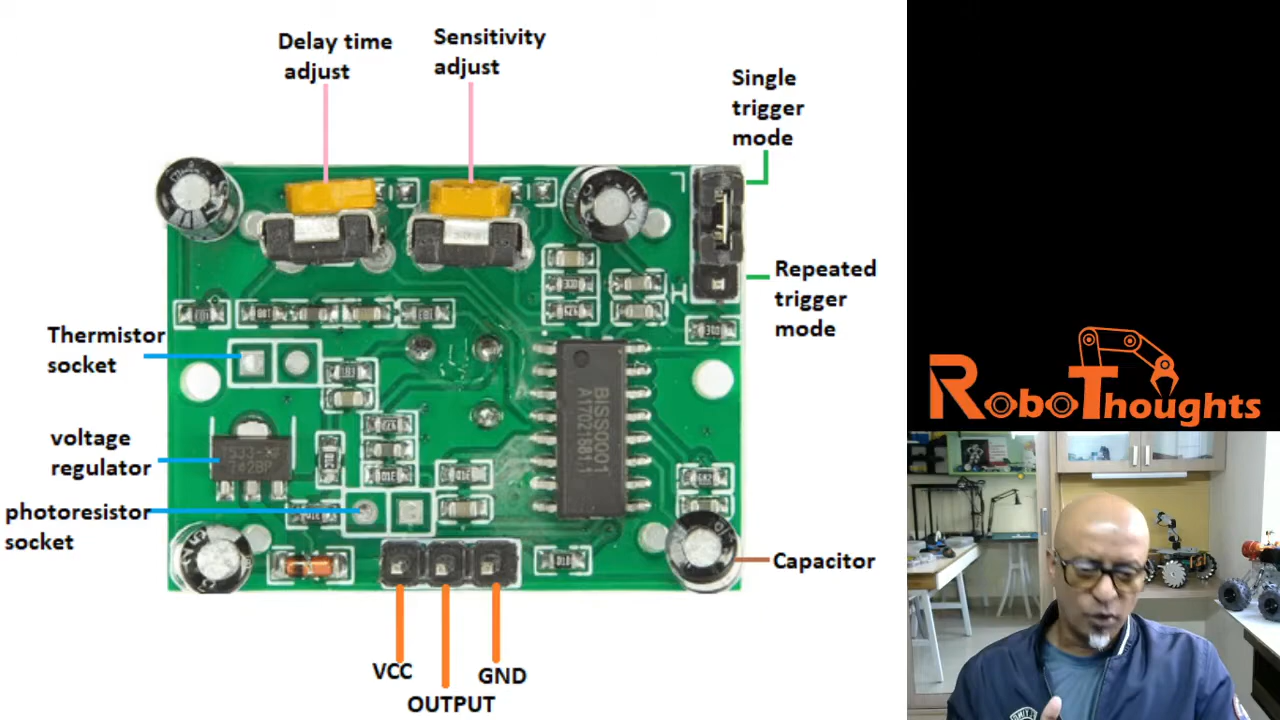 Delay time
adjust
Sensitivity
adjust
Single
trigger
mode
Repeated
trigger
mode
Thermistor
socket
voltage
regulator
photoresistor
socket
BISS0001
Capacitor
VCC
OUTPUT
GND
RoboThoughts